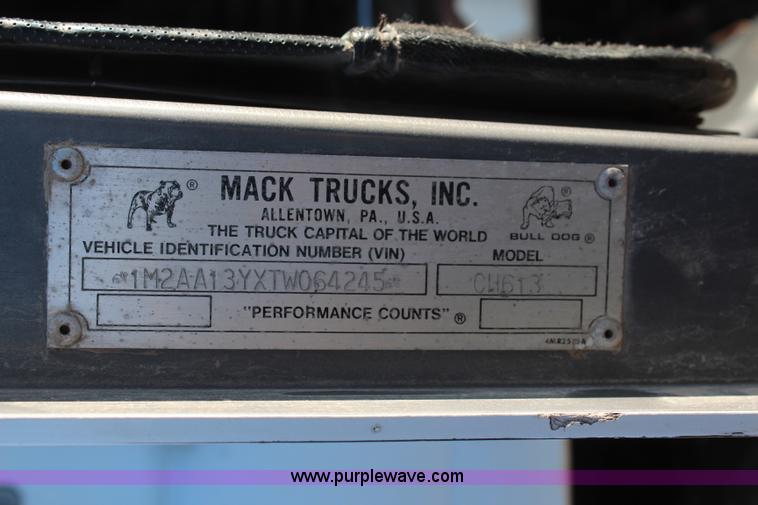 MACK TRUCKS, INC.
ALLENTOWN, PA., U.S.A.
THE TRUCK CAPITAL OF THE WORLD
BULL DOG ®
VEHICLE IDENTIFICATION NUMBER (VIN)
MODEL
1M2AA13YXTW064245
CH613
"PERFORMANCE COUNTS" ®
www.purplewave.com